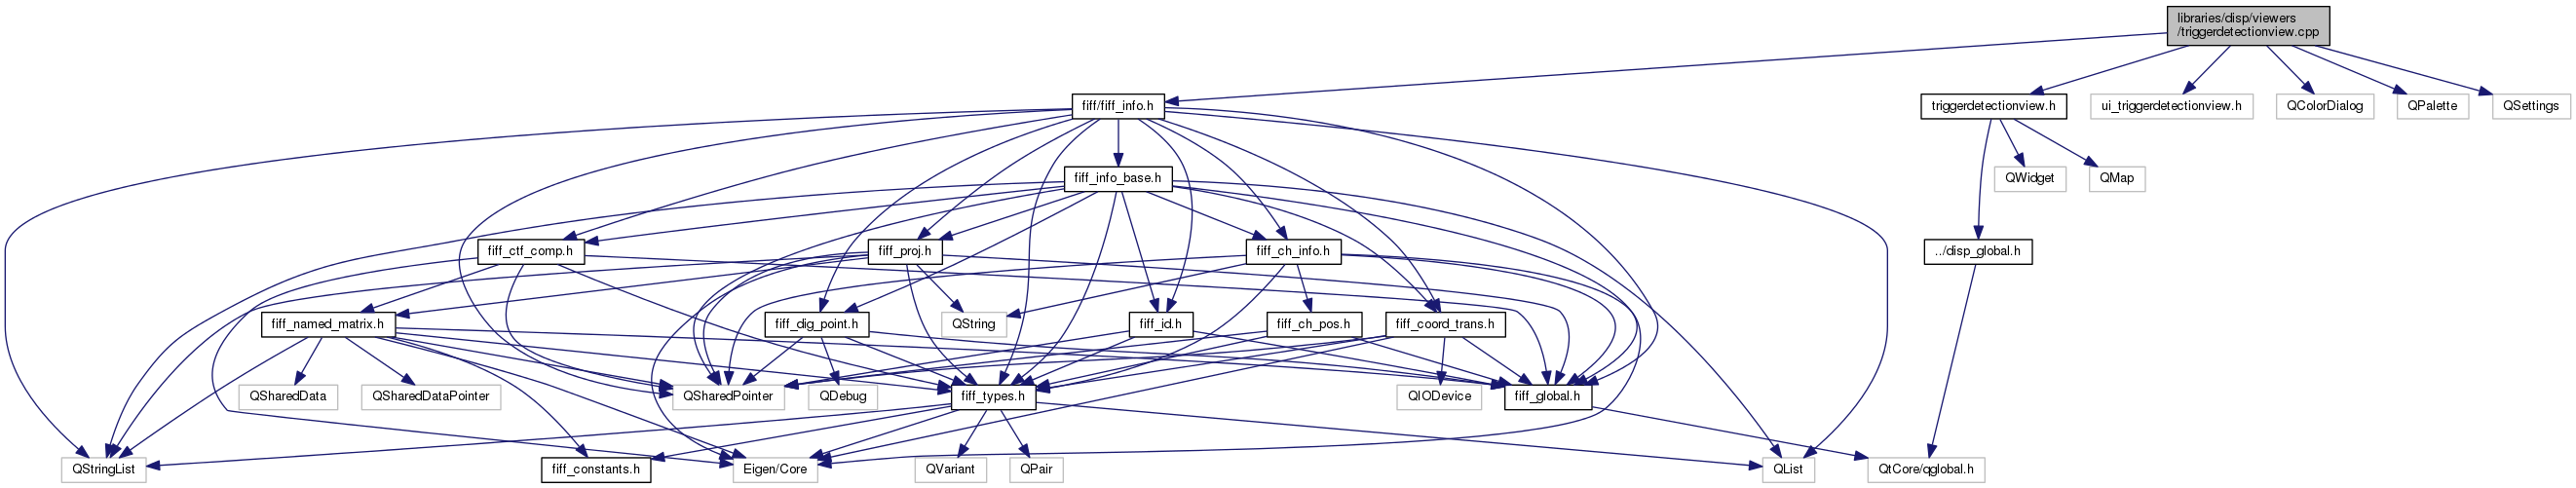 libraries/disp/viewers
/triggerdetectionview.cpp
fiff/fiff_info.h
triggerdetectionview.h
ui_triggerdetectionview.h
QColorDialog
QPalette
QSettings
fiff_info_base.h
QWidget
QMap
fiff_ctf_comp.h
fiff_proj.h
fiff_ch_info.h
../disp_global.h
fiff_named_matrix.h
fiff_dig_point.h
QString
fiff_id.h
fiff_ch_pos.h
fiff_coord_trans.h
QSharedData
QSharedDataPointer
QSharedPointer
QDebug
fiff_types.h
QIODevice
fiff_global.h
QStringList
fiff_constants.h
Eigen/Core
QVariant
QPair
QList
QtCore/qglobal.h